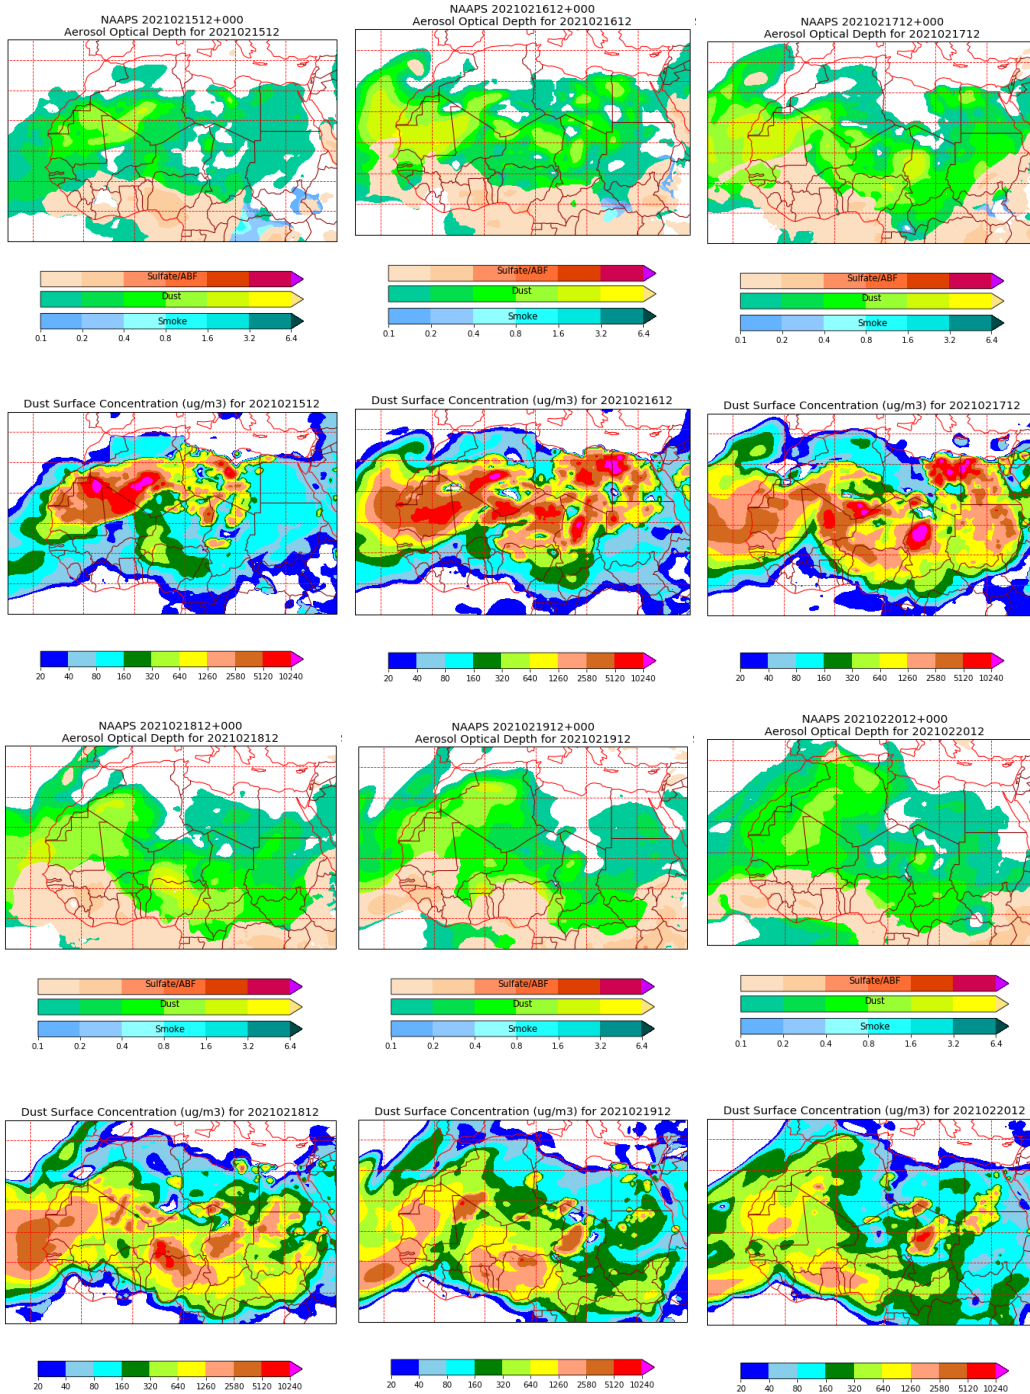 NAAPS 2021021512+000
Aerosol Optical Depth for 2021021512
NAAPS 2021021612+000
Aerosol Optical Depth for 2021021612
NAAPS 2021021712+000
Aerosol Optical Depth for 2021021712
Sulfate/ABF
Dust
Smoke
0.1 0.2 0.4 0.8 1.6 3.2 6.4
Sulfate/ABF
Dust
Smoke
0.1 0.2 0.4 0.8 1.6 3.2 6.4
Sulfate/ABF
Dust
Smoke
0.1 0.2 0.4 0.8 1.6 3.2 6.4
Dust Surface Concentration (ug/m3) for 2021021512
Dust Surface Concentration (ug/m3) for 2021021612
Dust Surface Concentration (ug/m3) for 2021021712
20 40 80 160 320 640 1260 2580 5120 10240
20 40 80 160 320 640 1260 2580 5120 10240
20 40 80 160 320 640 1260 2580 5120 10240
NAAPS 2021021812+000
Aerosol Optical Depth for 2021021812
NAAPS 2021021912+000
Aerosol Optical Depth for 2021021912
NAAPS 2021022012+000
Aerosol Optical Depth for 2021022012
Sulfate/ABF
Dust
Smoke
0.1 0.2 0.4 0.8 1.6 3.2 6.4
Sulfate/ABF
Dust
Smoke
0.1 0.2 0.4 0.8 1.6 3.2 6.4
Sulfate/ABF
Dust
Smoke
0.1 0.2 0.4 0.8 1.6 3.2 6.4
Dust Surface Concentration (ug/m3) for 2021021812
Dust Surface Concentration (ug/m3) for 2021021912
Dust Surface Concentration (ug/m3) for 2021022012
20 40 80 160 320 640 1260 2580 5120 10240
20 40 80 160 320 640 1260 2580 5120 10240
20 40 80 160 320 640 1260 2580 5120 10240